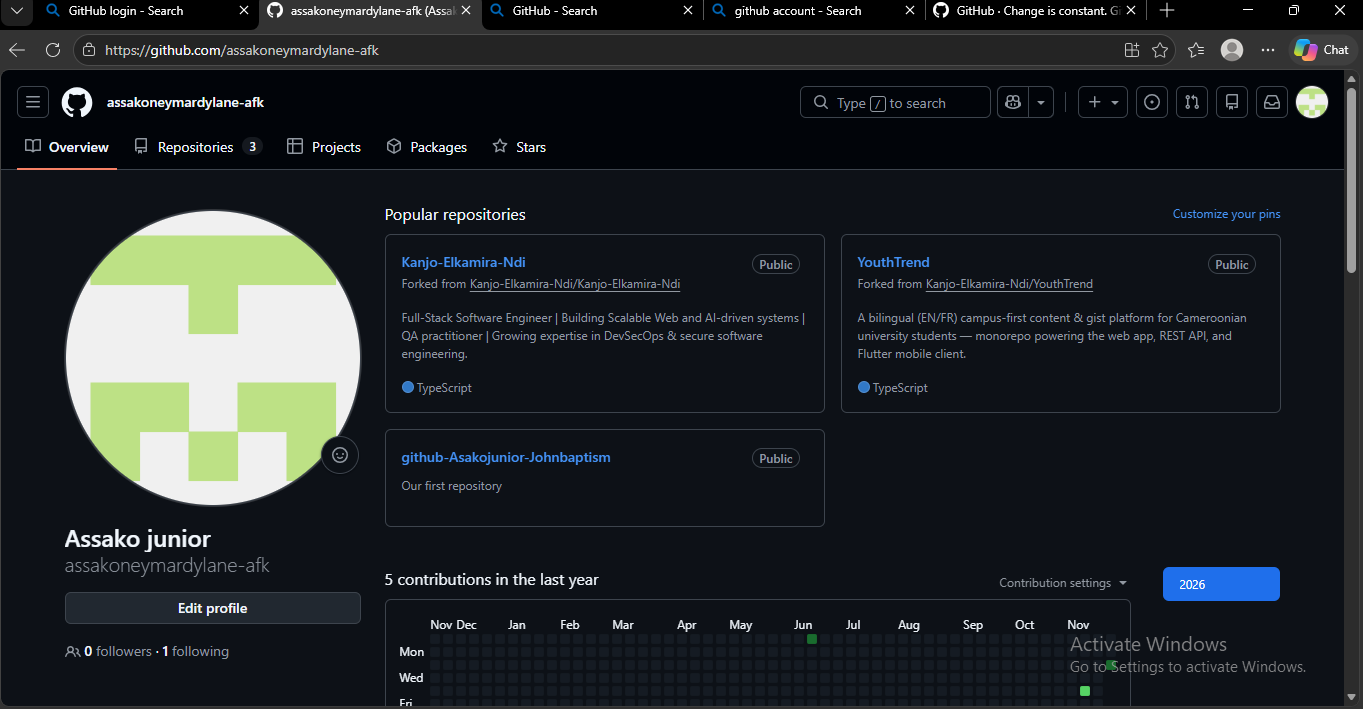 GitHub login - Search
assakoneymardylane-afk (Assa
GitHub - Search
github account - Search
GitHub · Change is constant. Gi
https://github.com/assakoneymardylane-afk
Chat
assakoneymardylane-afk
Type / to search
Overview
Repositories 3
Projects
Packages
Stars
Popular repositories
Customize your pins
Kanjo-Elkamira-Ndi
Public
Forked from Kanjo-Elkamira-Ndi/Kanjo-Elkamira-Ndi
Full-Stack Software Engineer | Building Scalable Web and AI-driven systems |
QA practitioner | Growing expertise in DevSecOps & secure software
engineering.
TypeScript
YouthTrend
Public
Forked from Kanjo-Elkamira-Ndi/YouthTrend
A bilingual (EN/FR) campus-first content & gist platform for Cameroonian
university students — monorepo powering the web app, REST API, and
Flutter mobile client.
TypeScript
github-Asakojunior-Johnbaptism
Public
Our first repository
Assako junior
assakoneymardylane-afk
Edit profile
0 followers · 1 following
5 contributions in the last year
Contribution settings
2026
Nov Dec Jan Feb Mar Apr May Jun Jul Aug Sep Oct Nov
Mon
Wed
Fri
Activate Windows
Go to Settings to activate Windows.